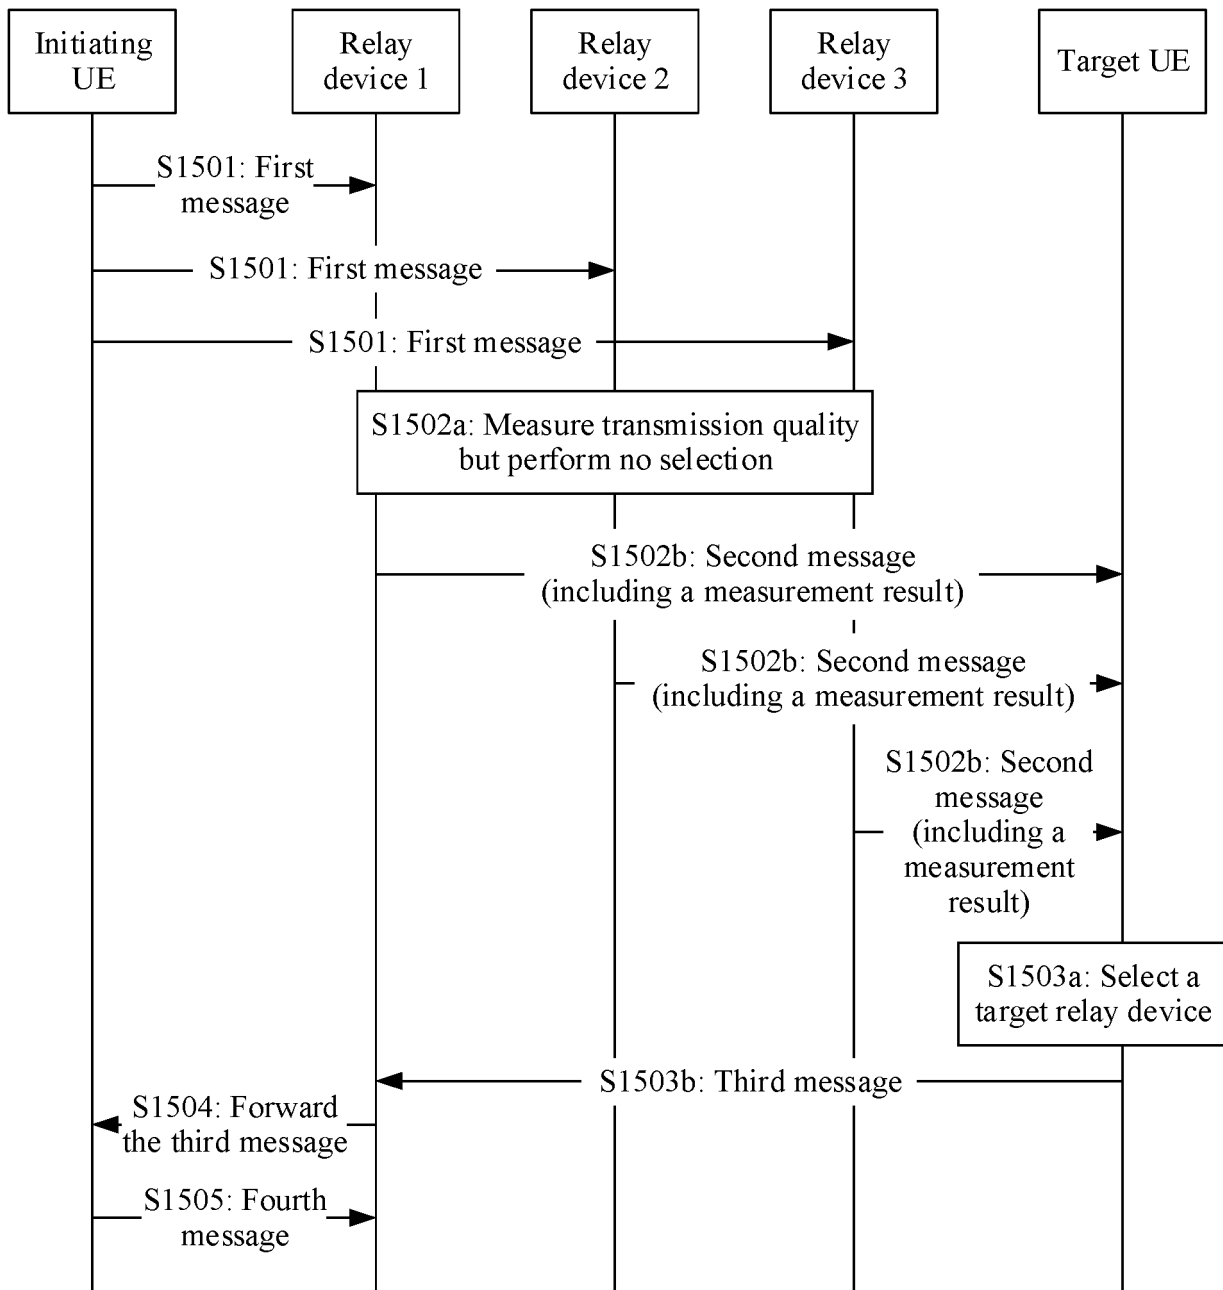 Initiating
UE
Relay
device 1
Relay
device 2
Relay
device 3
Target UE
S1501: First
message
S1501: First message
S1501: First message
S1502a: Measure transmission quality
but perform no selection
S1502b: Second message
(including a measurement result)
S1502b: Second message
(including a measurement result)
S1502b: Second
message
(including a
measurement
result)
S1503a: Select a
target relay device
S1503b: Third message
S1504: Forward
the third message
S1505: Fourth
message